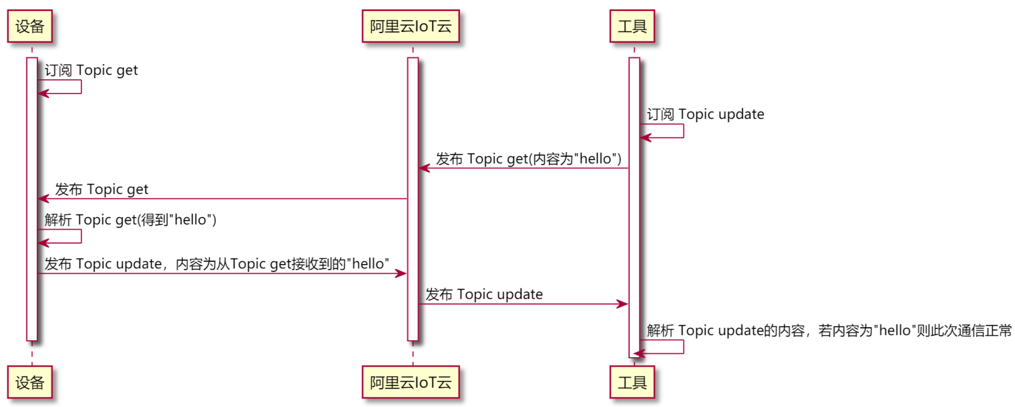 设备
阿里云IoT云
工具
订阅 Topic get
订阅 Topic update
发布 Topic get(内容为"hello")
发布 Topic get
解析 Topic get(得到"hello")
发布 Topic update，内容为从Topic get接收到的"hello"
发布 Topic update
解析 Topic update的内容，若内容为"hello"则此次通信正常
设备
阿里云IoT云
工具